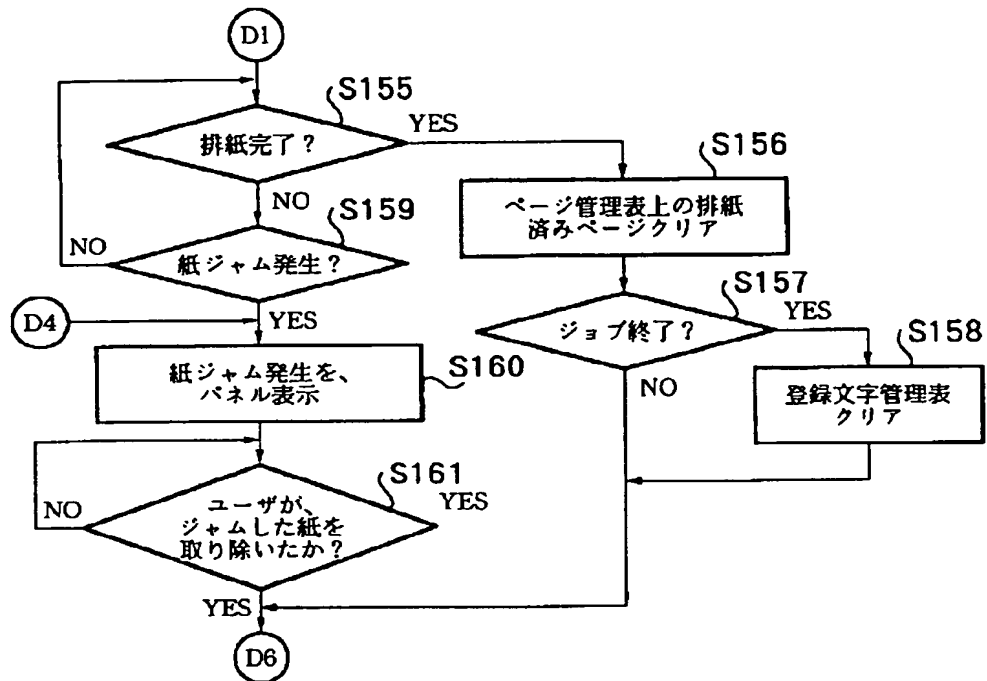 D1
S155
排紙完了?
YES
NO
S156
ページ管理表上の排紙
済みページクリア
S159
紙ジャム発生?
NO
YES
D4
S157
ジョブ終了?
YES
NO
S158
登録文字管理表
クリア
紙ジャム発生を、
パネル表示
S160
S161
YES
ユーザが、
ジャムした紙を
取り除いたか?
NO
YES
D6